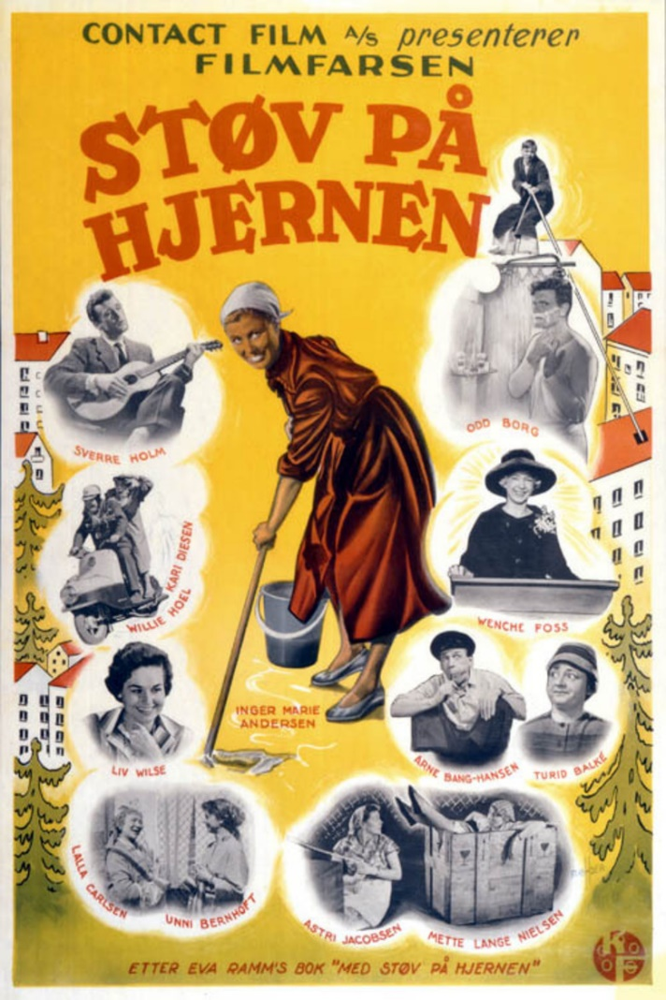 CONTACT FILM A/S presenterer
FILMFARSEN
STØV PÅ
HJERNEN
SVERRE HOLM
ODD BORG
KARI DIESEN
WILLIE HOEL
WENCHE FOSS
INGER MARIE
ANDERSEN
LIV WILSE
ARNE BANG-HANSEN
TURID BALKE
LALLA CARLSEN
UNNI BERNHOFT
ASTRI JACOBSEN
METTE LANGE NIELSEN
ETTER EVA RAMM'S BOK "MED STØV PÅ HJERNEN"